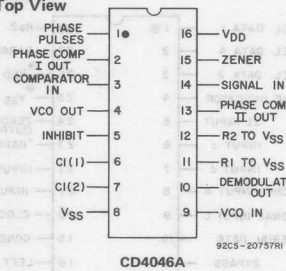 Top View
PHASE PULSES 1 16 VDD
PHASE COMP I OUT 2 15 ZENER
COMPARATOR IN 3 14 SIGNAL IN
VCO OUT 4 13 PHASE COM II OUT
INHIBIT 5 12 R2 TO VSS
C1(1) 6 11 R1 TO VSS
C1(2) 7 10 DEMODULAT OUT
VSS 8 9 VCO IN
92CS-20757RI
CD4046A